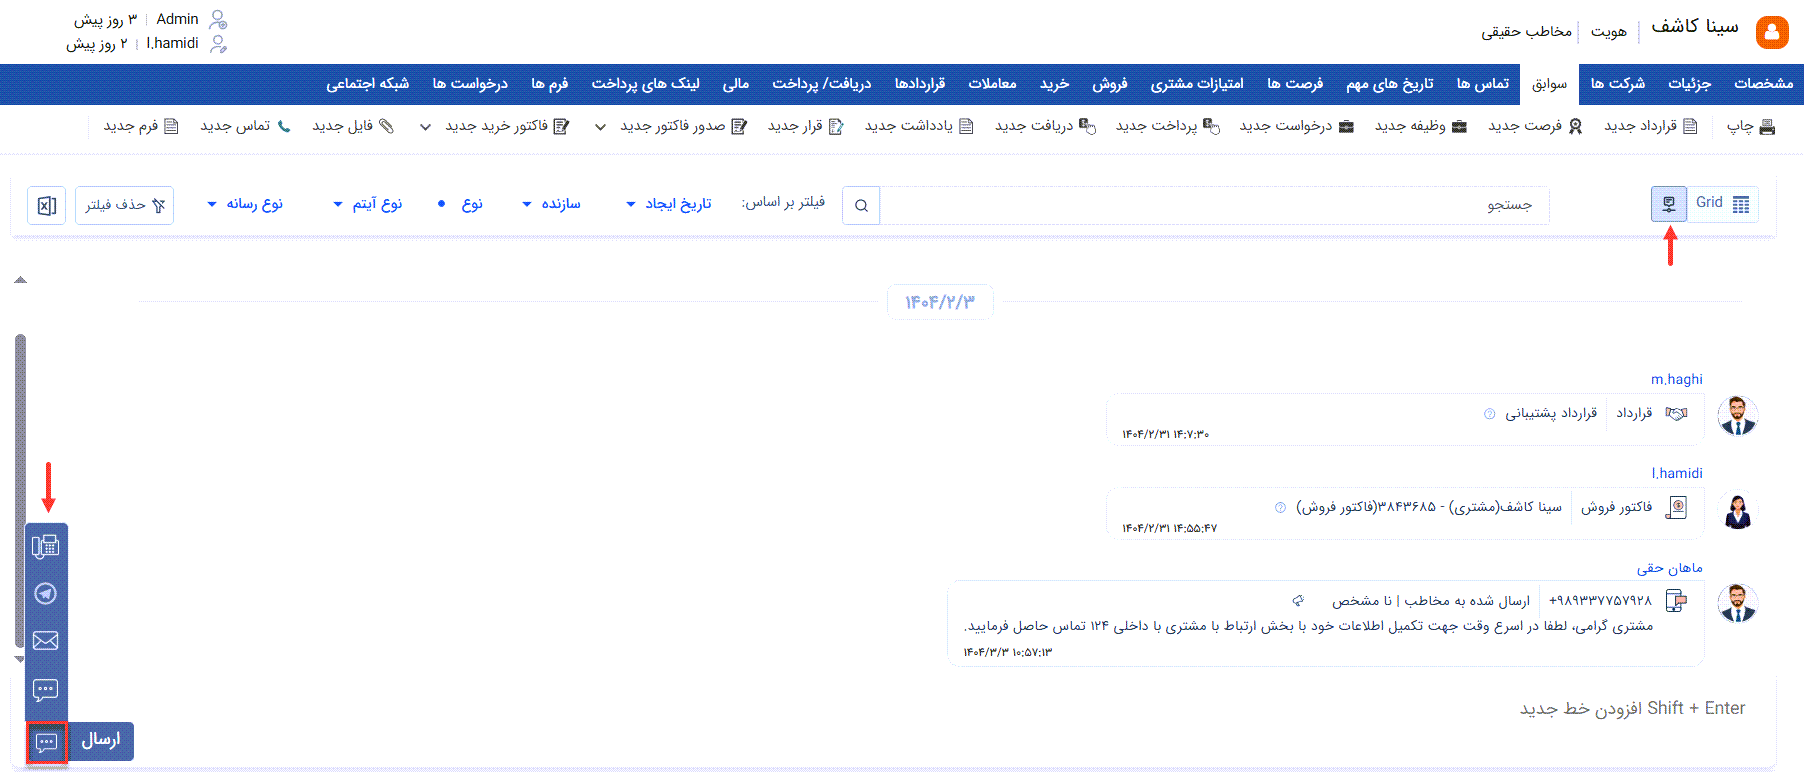 سینا کاشف | هویت | مخاطب حقیقی
Admin | ۳ روز پیش
l.hamidi | ۲ روز پیش
مشخصات جزئیات شرکت ها سوابق تماس ها تاریخ های مهم فرصت ها امتیازات مشتری فروش خرید معاملات قراردادها دریافت/ پرداخت مالی لینک های پرداخت فرم ها درخواست ها شبکه اجتماعی
چاپ قرارداد جدید فرصت جدید وظیفه جدید درخواست جدید پرداخت جدید دریافت جدید یادداشت جدید قرار جدید صدور فاکتور جدید فاکتور خرید جدید فایل جدید تماس جدید فرم جدید
Grid جستجو فیلتر بر اساس: تاریخ ایجاد سازنده نوع نوع آیتم نوع رسانه حذف فیلتر
۱۴۰۴/۲/۳
m.haghi
قرارداد | قرارداد پشتیبانی
۱۴۰۴/۲/۳۱ ۱۴:۷:۳۰
l.hamidi
فاکتور فروش | سینا کاشف(مشتری) - ۳۸۴۳۶۸۵(فاکتور فروش)
۱۴۰۴/۲/۳۱ ۱۴:۵۵:۴۷
ماهان حقی
+۹۸۹۳۳۷۷۵۷۹۲۸ | ارسال شده به مخاطب | نا مشخص
مشتری گرامی، لطفا در اسرع وقت جهت تکمیل اطلاعات خود با بخش ارتباط با مشتری با داخلی ۱۲۴ تماس حاصل فرمایید.
۱۴۰۴/۳/۳ ۱۰:۵۷:۱۳
Shift + Enter افزودن خط جدید
ارسال